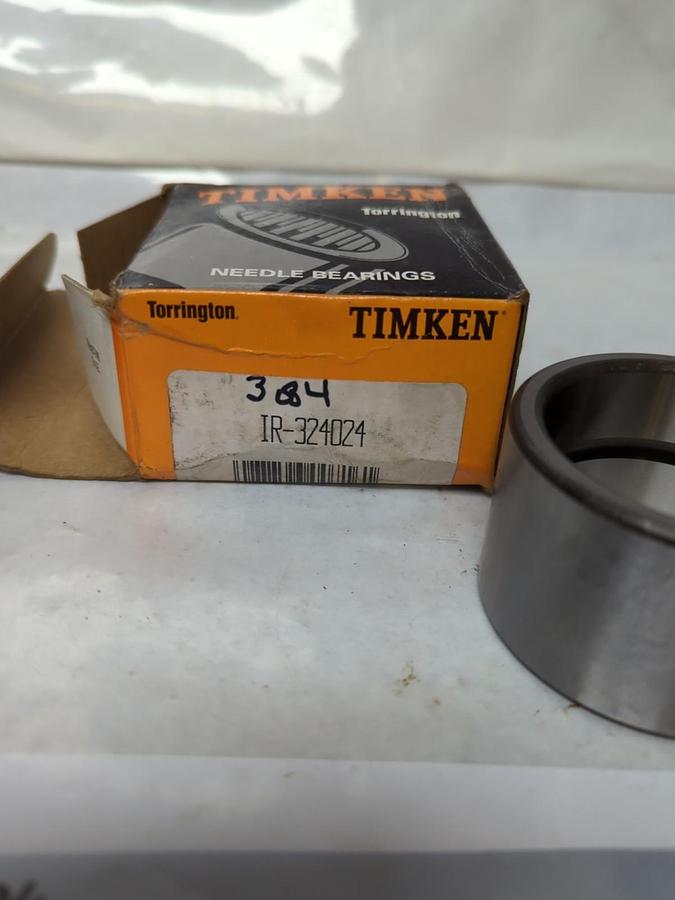 TIMKEN
Torrington
NEEDLE BEARINGS
Torrington. TIMKEN
384
IR-324024